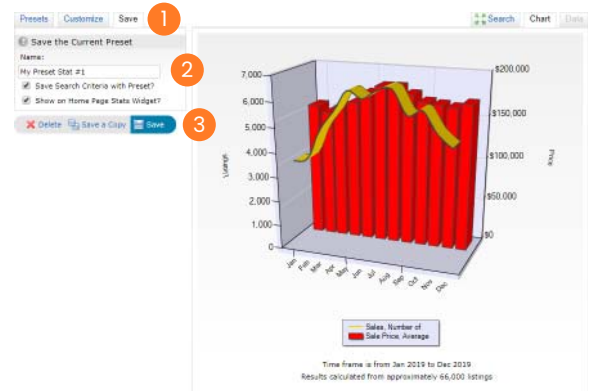 Presets Customize Save 1
Search Chart Data
Save the Current Preset
Name:
My Preset Stat #1
2
Save Search Criteria with Preset?
Show on Home Page Stats Widget?
Delete Save a Copy Save 3
7,000
6,000
5,000
4,000
3,000
2,000
1,000
0
Listings
$200,000
$150,000
$100,000
$50,000
$0
Price
Jan Feb Mar Apr May Jun Jul Aug Sep Oct Nov Dec
Sales, Number of
Sale Price, Average
Time frame is from Jan 2019 to Dec 2019
Results calculated from approximately 66,000 listings